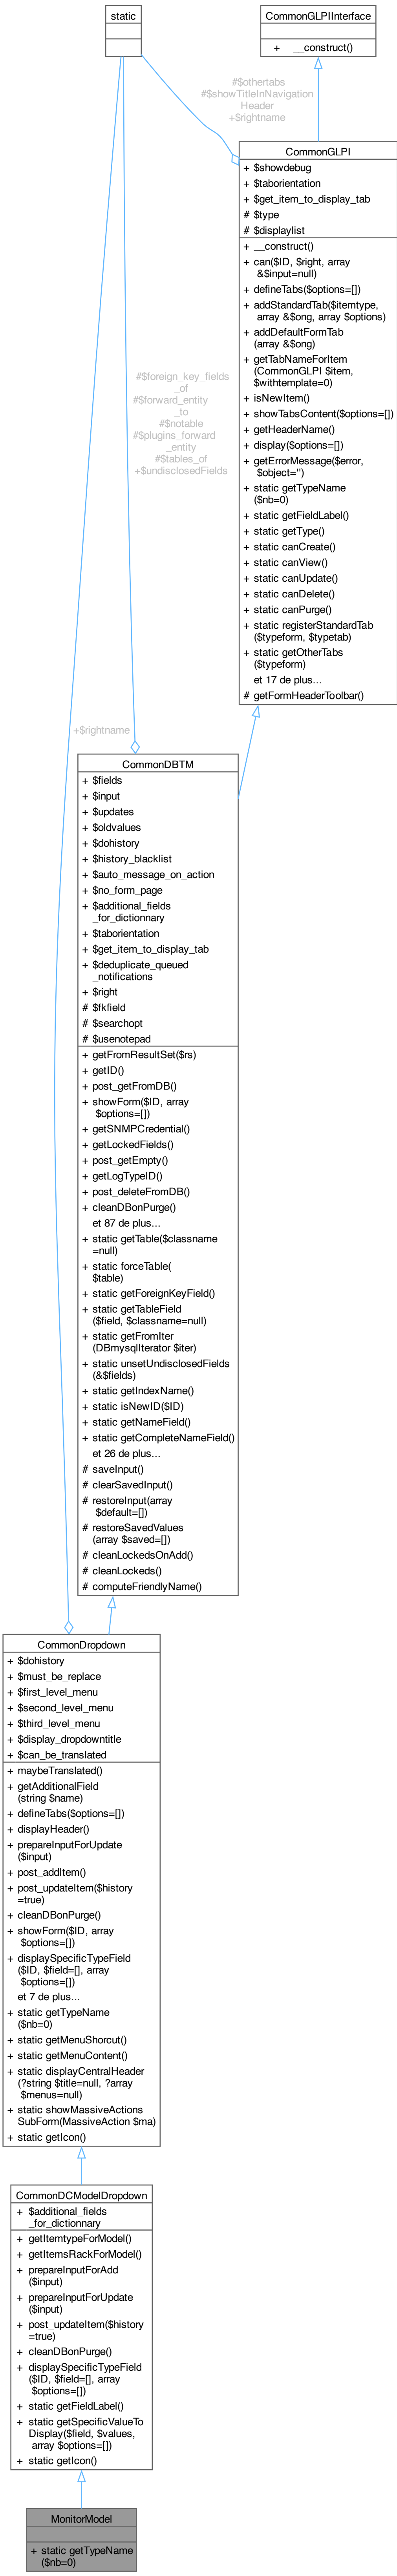 static
CommonGLPIInterface
+ __construct()
#$othertabs
#$showTitleInNavigation
Header
+$rightname
CommonGLPI
+ $showdebug
+ $taborientation
+ $get_item_to_display_tab
# $type
# $displaylist
+ __construct()
+ can($ID, $right, array
&$input=null)
+ defineTabs($options=[])
+ addStandardTab($itemtype,
array &$ong, array $options)
+ addDefaultFormTab
(array &$ong)
+ getTabNameForItem
(CommonGLPI $item,
$withtemplate=0)
+ isNewItem()
+ showTabsContent($options=[])
+ getHeaderName()
+ display($options=[])
+ getErrorMessage($error,
$object='')
+ static getTypeName
($nb=0)
+ static getFieldLabel()
+ static getType()
+ static canCreate()
+ static canView()
+ static canUpdate()
+ static canDelete()
+ static canPurge()
+ static registerStandardTab
($typeform, $typetab)
+ static getOtherTabs
($typeform)
et 17 de plus...
# getFormHeaderToolbar()
#$foreign_key_fields
_of
#$forward_entity
_to
#$notable
#$plugins_forward
_entity
#$tables_of
+$undisclosedFields
+$rightname
CommonDBTM
+ $fields
+ $input
+ $updates
+ $oldvalues
+ $dohistory
+ $history_blacklist
+ $auto_message_on_action
+ $no_form_page
+ $additional_fields
_for_dictionnary
+ $taborientation
+ $get_item_to_display_tab
+ $deduplicate_queued
_notifications
+ $right
# $fkfield
# $searchopt
# $usenotepad
+ getFromResultSet($rs)
+ getID()
+ post_getFromDB()
+ showForm($ID, array
$options=[])
+ getSNMPCredential()
+ getLockedFields()
+ post_getEmpty()
+ getLogTypeID()
+ post_deleteFromDB()
+ cleanDBonPurge()
et 87 de plus...
+ static getTable($classname
=null)
+ static forceTable(
$table)
+ static getForeignKeyField()
+ static getTableField
($field, $classname=null)
+ static getFromIter
(DBmysqlIterator $iter)
+ static unsetUndisclosedFields
(&$fields)
+ static getIndexName()
+ static isNewID($ID)
+ static getNameField()
+ static getCompleteNameField()
et 26 de plus...
# saveInput()
# clearSavedInput()
# restoreInput(array
$default=[])
# restoreSavedValues
(array $saved=[])
# cleanLockedsOnAdd()
# cleanLockeds()
# computeFriendlyName()
CommonDropdown
+ $dohistory
+ $must_be_replace
+ $first_level_menu
+ $second_level_menu
+ $third_level_menu
+ $display_dropdowntitle
+ $can_be_translated
+ maybeTranslated()
+ getAdditionalField
(string $name)
+ defineTabs($options=[])
+ displayHeader()
+ prepareInputForUpdate
($input)
+ post_addItem()
+ post_updateItem($history
=true)
+ cleanDBonPurge()
+ showForm($ID, array
$options=[])
+ displaySpecificTypeField
($ID, $field=[], array
$options=[])
et 7 de plus...
+ static getTypeName
($nb=0)
+ static getMenuShorcut()
+ static getMenuContent()
+ static displayCentralHeader
(?string $title=null, ?array
$menus=null)
+ static showMassiveActions
SubForm(MassiveAction $ma)
+ static getIcon()
CommonDCModelDropdown
+ $additional_fields
_for_dictionnary
+ getItemtypeForModel()
+ getItemsRackForModel()
+ prepareInputForAdd
($input)
+ prepareInputForUpdate
($input)
+ post_updateItem($history
=true)
+ cleanDBonPurge()
+ displaySpecificTypeField
($ID, $field=[], array
$options=[])
+ static getFieldLabel()
+ static getSpecificValueTo
Display($field, $values,
array $options=[])
+ static getIcon()
MonitorModel
+ static getTypeName
($nb=0)